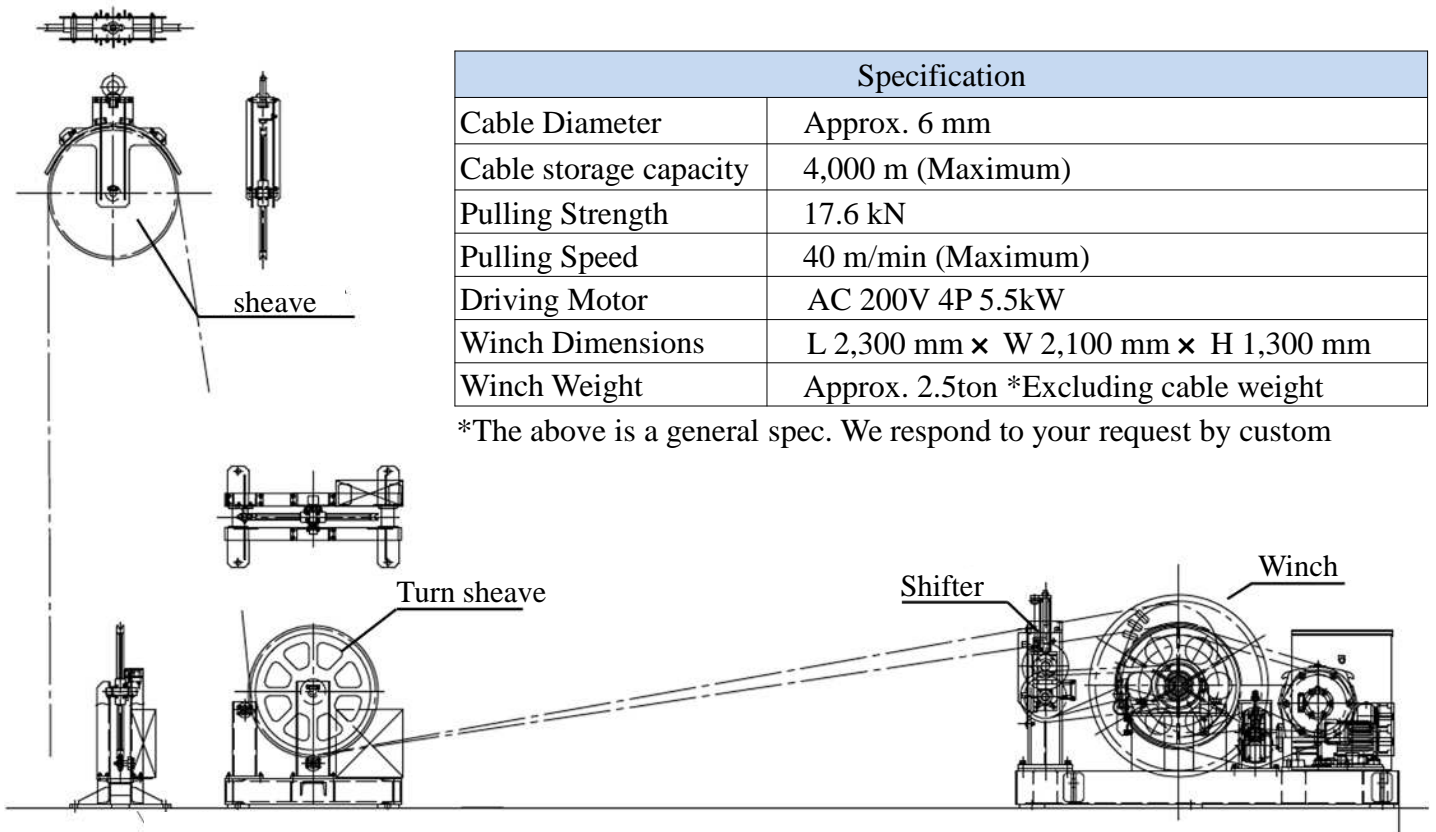 Specification
Cable Diameter Approx. 6 mm
Cable storage capacity 4,000 m (Maximum)
Pulling Strength 17.6 kN
Pulling Speed 40 m/min (Maximum)
Driving Motor AC 200V 4P 5.5kW
Winch Dimensions L 2,300 mm × W 2,100 mm × H 1,300 mm
Winch Weight Approx. 2.5ton *Excluding cable weight
*The above is a general spec. We respond to your request by custom
sheave
Turn sheave
Shifter
Winch